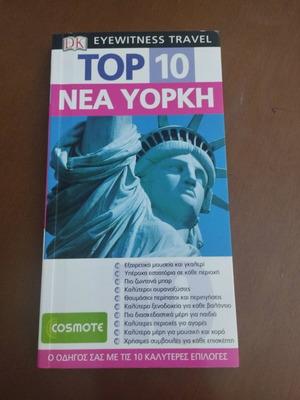 DK EYEWITNESS TRAVEL
TOP 10
ΝΕΑ ΥΟΡΚΗ
Εξαιρετικά μουσεία και γκαλερί
Υπέροχα εστιατόρια σε κάθε περιοχή
Πιο ζωντανά μπαρ
Καλύτεροι ουρανοξύστες
Θαυμάσιοι περίπατοι και περιηγήσεις
Καλύτερα ξενοδοχεία για κάθε βαλάντιο
Πιο διασκεδαστικά μέρη για παιδιά
Καλύτερες περιοχές για αγορές
Καλύτερα μέρη για μουσική και χορό
Χρήσιμες συμβουλές για κάθε επισκέπτη
COSMOTE
Ο ΟΔΗΓΟΣ ΣΑΣ ΜΕ ΤΙΣ 10 ΚΑΛΥΤΕΡΕΣ ΕΠΙΛΟΓΕΣ